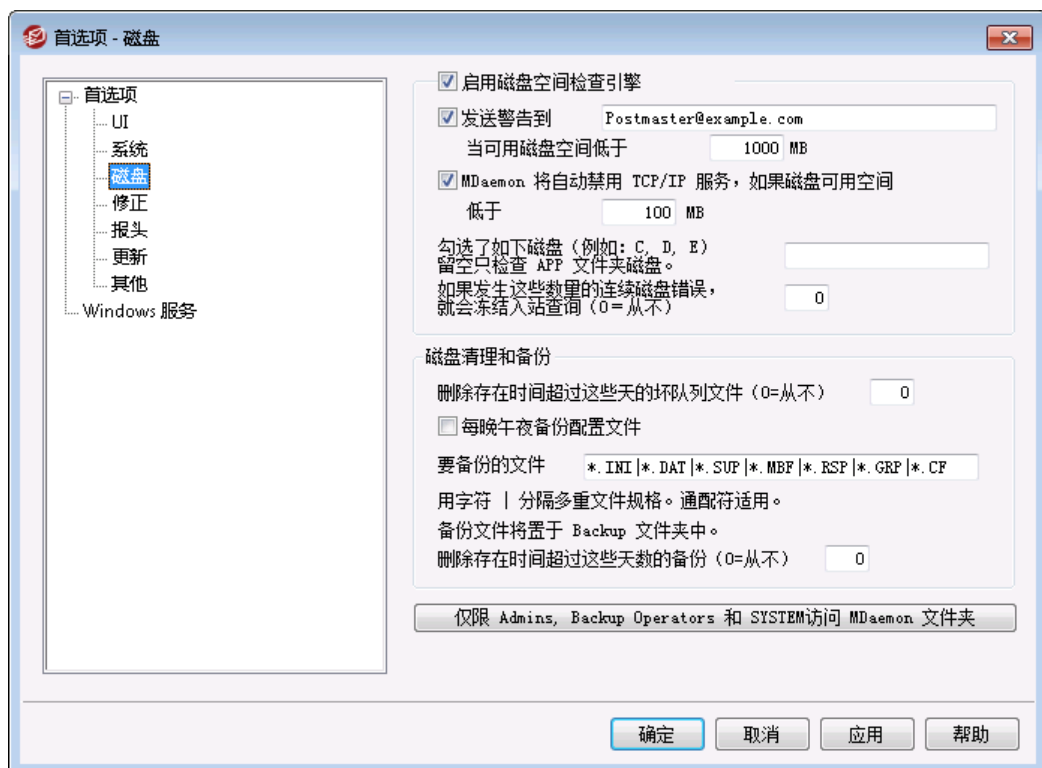 首选项 - 磁盘
首选项
UI
系统
磁盘
修正
报头
更新
其他
Windows 服务
启用磁盘空间检查引擎
发送警告到 Postmaster@example.com
当可用磁盘空间低于 1000 MB
MDaemon 将自动禁用 TCP/IP 服务，如果磁盘可用空间
低于 100 MB
勾选了如下磁盘（例如：C, D, E）
留空只检查 APP 文件夹磁盘。
如果发生这些数里的连续磁盘错误，
就会冻结入站查询（0＝从不） 0
磁盘清理和备份
删除存在时间超过这些天的坏队列文件（0=从不） 0
每晚午夜备份配置文件
要备份的文件 *.INI|*.DAT|*.SUP|*.MBF|*.RSP|*.GRP|*.CF
用字符 | 分隔多重文件规格。通配符适用。
备份文件将置于 Backup 文件夹中。
删除存在时间超过这些天数的备份（0=从不） 0
仅限 Admins, Backup Operators 和 SYSTEM访问 MDaemon 文件夹
确定 取消 应用 帮助